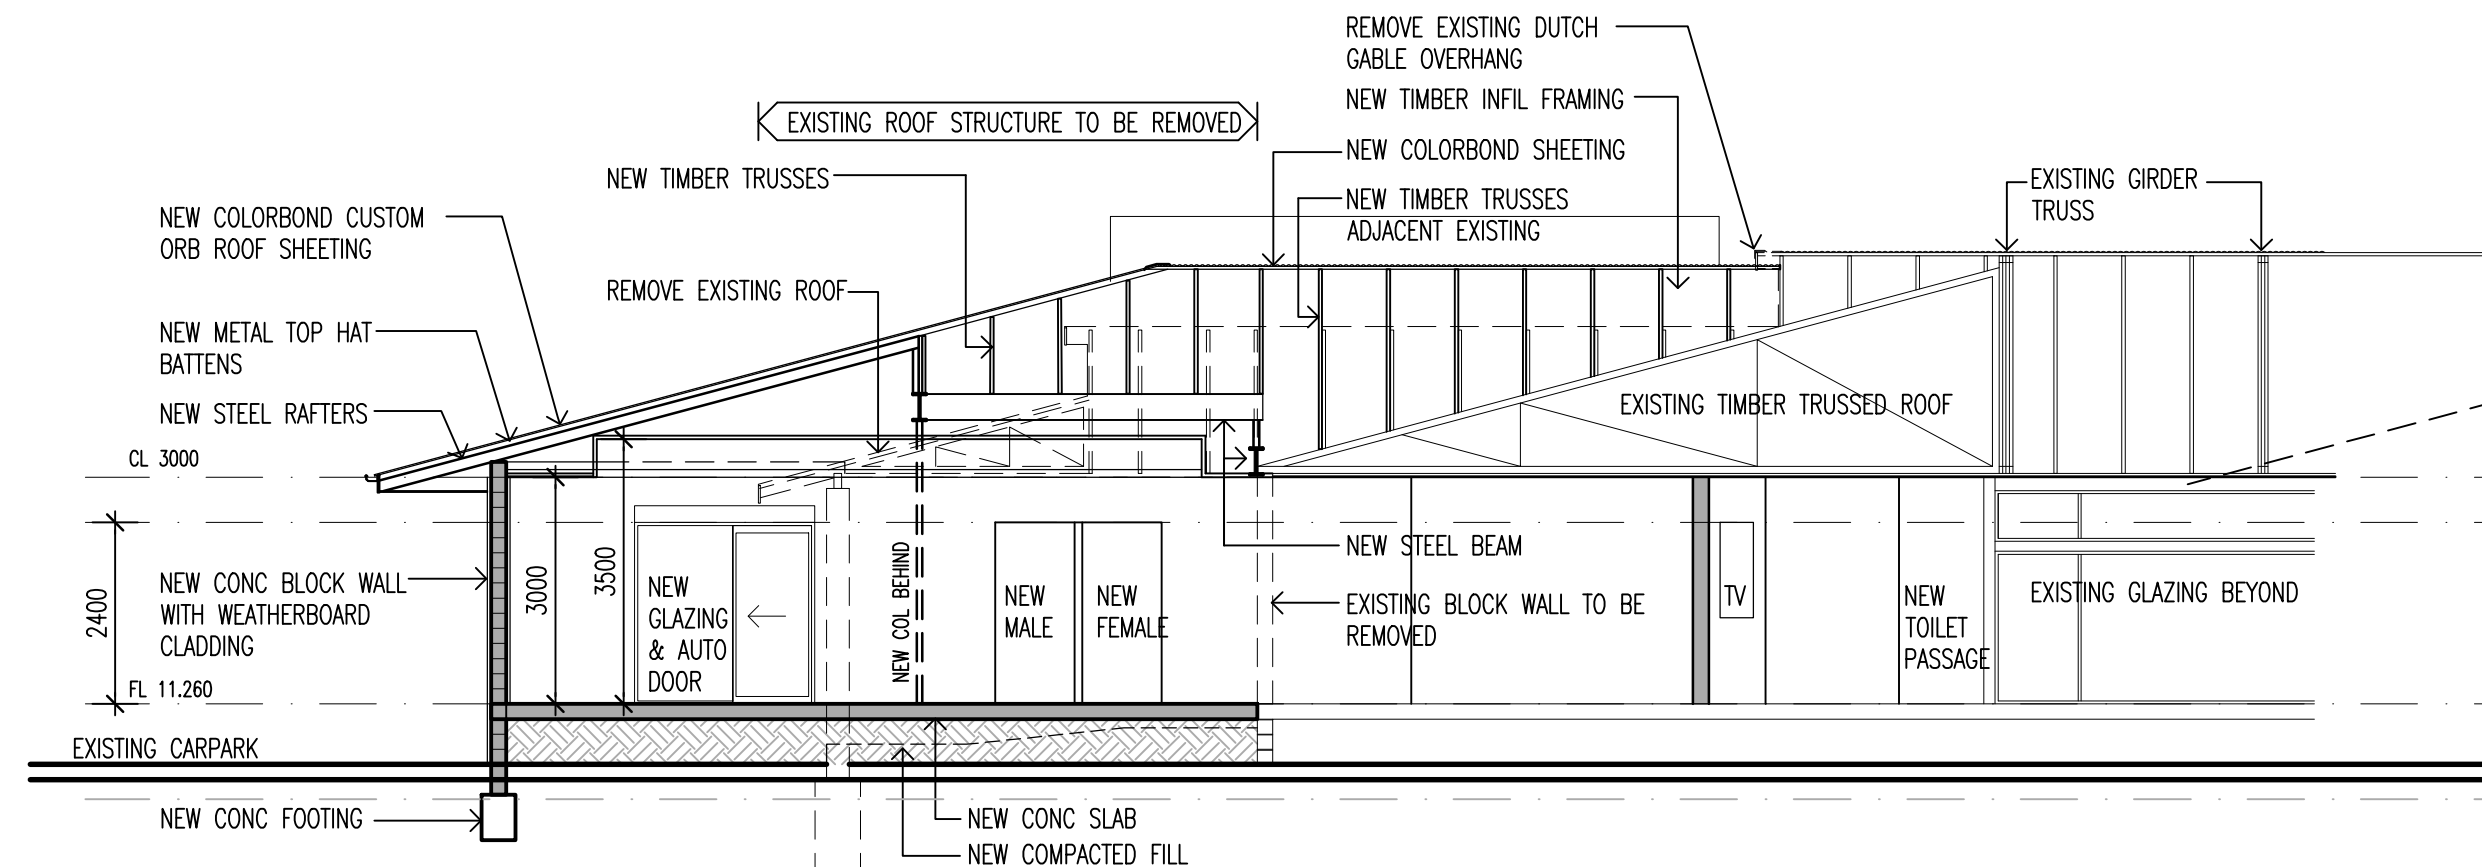 REMOVE EXISTING DUTCH
GABLE OVERHANG
NEW TIMBER INFIL FRAMING
EXISTING ROOF STRUCTURE TO BE REMOVED
NEW COLORBOND SHEETING
NEW TIMBER TRUSSES
NEW TIMBER TRUSSES
ADJACENT EXISTING
EXISTING GIRDER
TRUSS
NEW COLORBOND CUSTOM
ORB ROOF SHEETING
REMOVE EXISTING ROOF
NEW METAL TOP HAT
BATTENS
NEW STEEL RAFTERS
EXISTING TIMBER TRUSSED ROOF
CL 3000
NEW STEEL BEAM
NEW CONC BLOCK WALL
WITH WEATHERBOARD
CLADDING
2400
3000
3500
NEW
GLAZING
& AUTO
DOOR
NEW COL BEHIND
NEW
MALE
NEW
FEMALE
EXISTING BLOCK WALL TO BE
REMOVED
TV
NEW
TOILET
PASSAGE
EXISTING GLAZING BEYOND
FL 11.260
EXISTING CARPARK
NEW CONC FOOTING
NEW CONC SLAB
NEW COMPACTED FILL